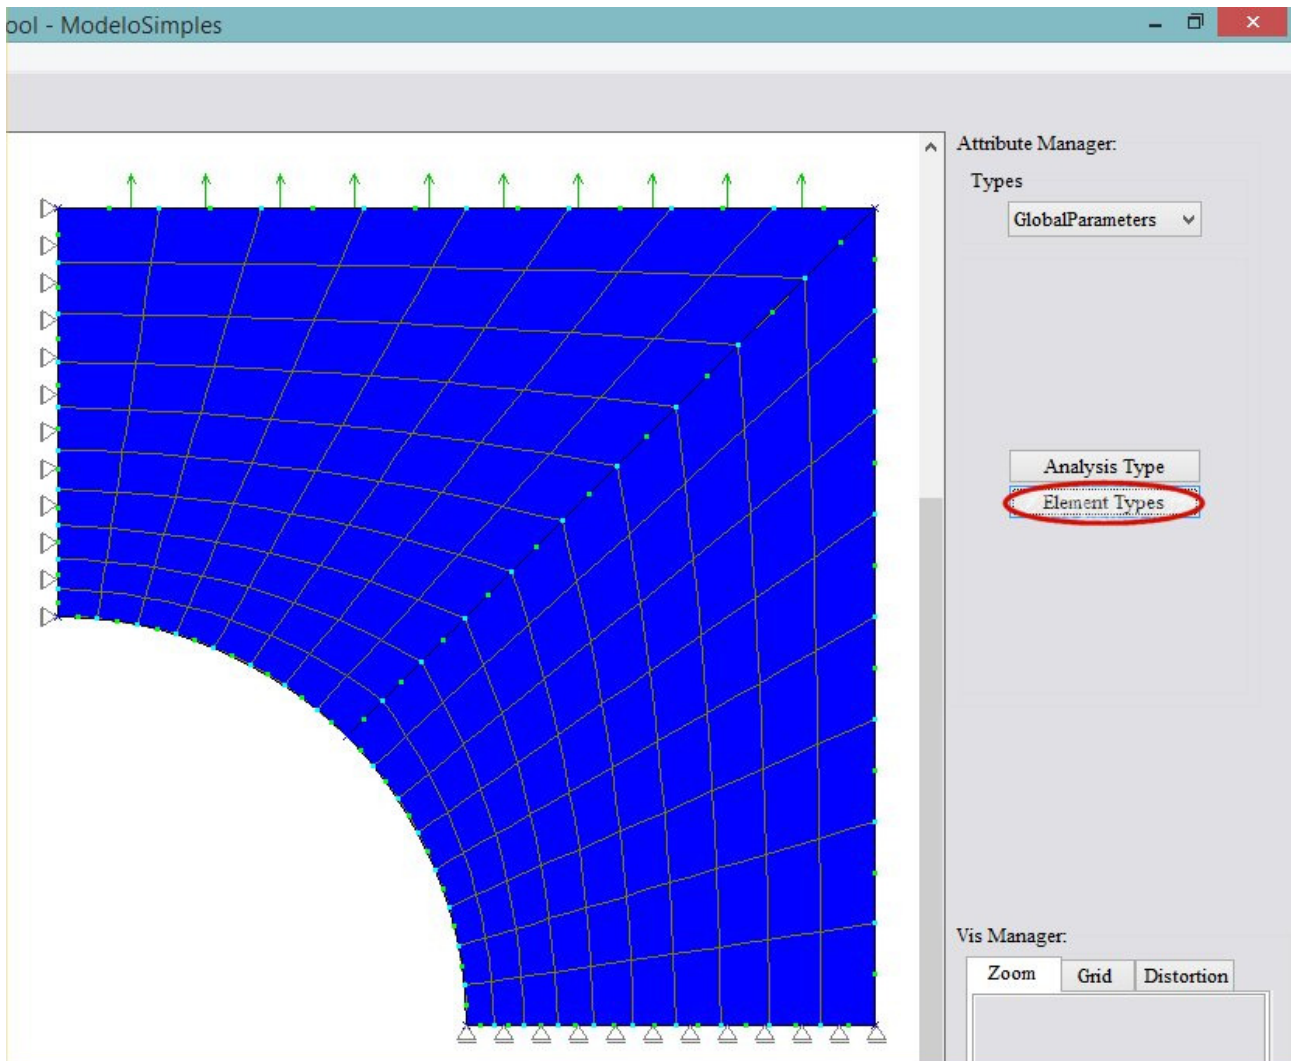 ool - ModeloSimples
Attribute Manager:
Types
GlobalParameters
Analysis Type
Element Types
Vis Manager:
Zoom Grid Distortion